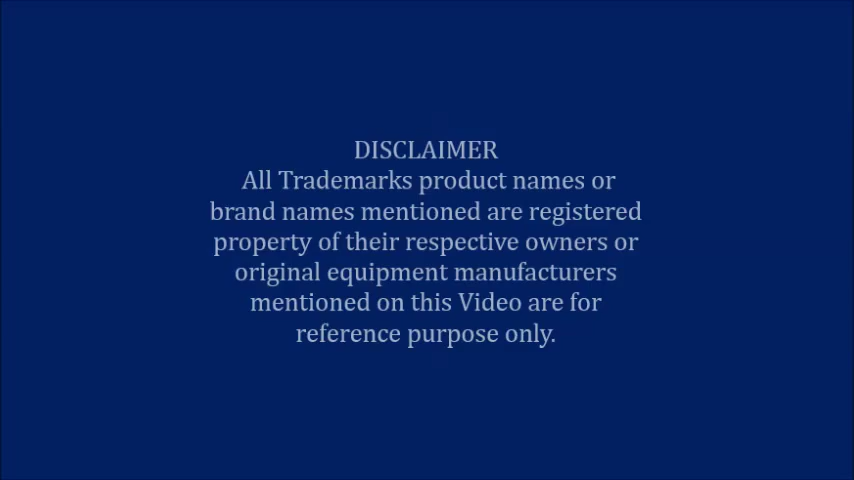 DISCLAIMER
All Trademarks product names or
brand names mentioned are registered
property of their respective owners or
original equipment manufacturers
mentioned on this Video are for
reference purpose only.